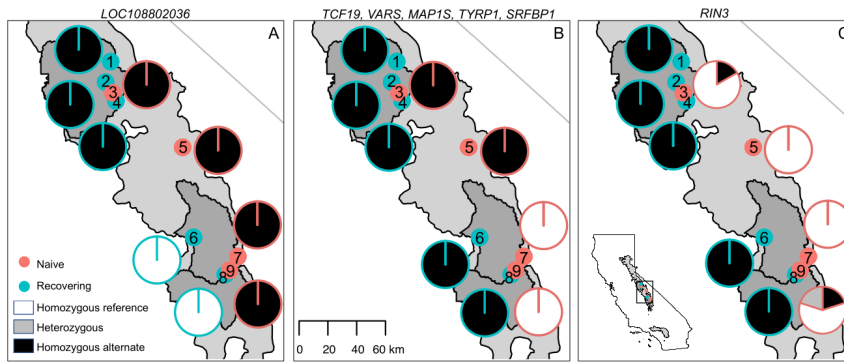 LOC108802036
TCF19, VARS, MAP1S, TYRP1, SRFBP1
RIN3
A
B
C
1
2
3
4
5
6
7
9
8
1
2
3
4
5
6
7
9
8
1
2
3
4
5
6
7
9
8
Naive
Recovering
Homozygous reference
Heterozygous
Homozygous alternate
0 20 40 60 km